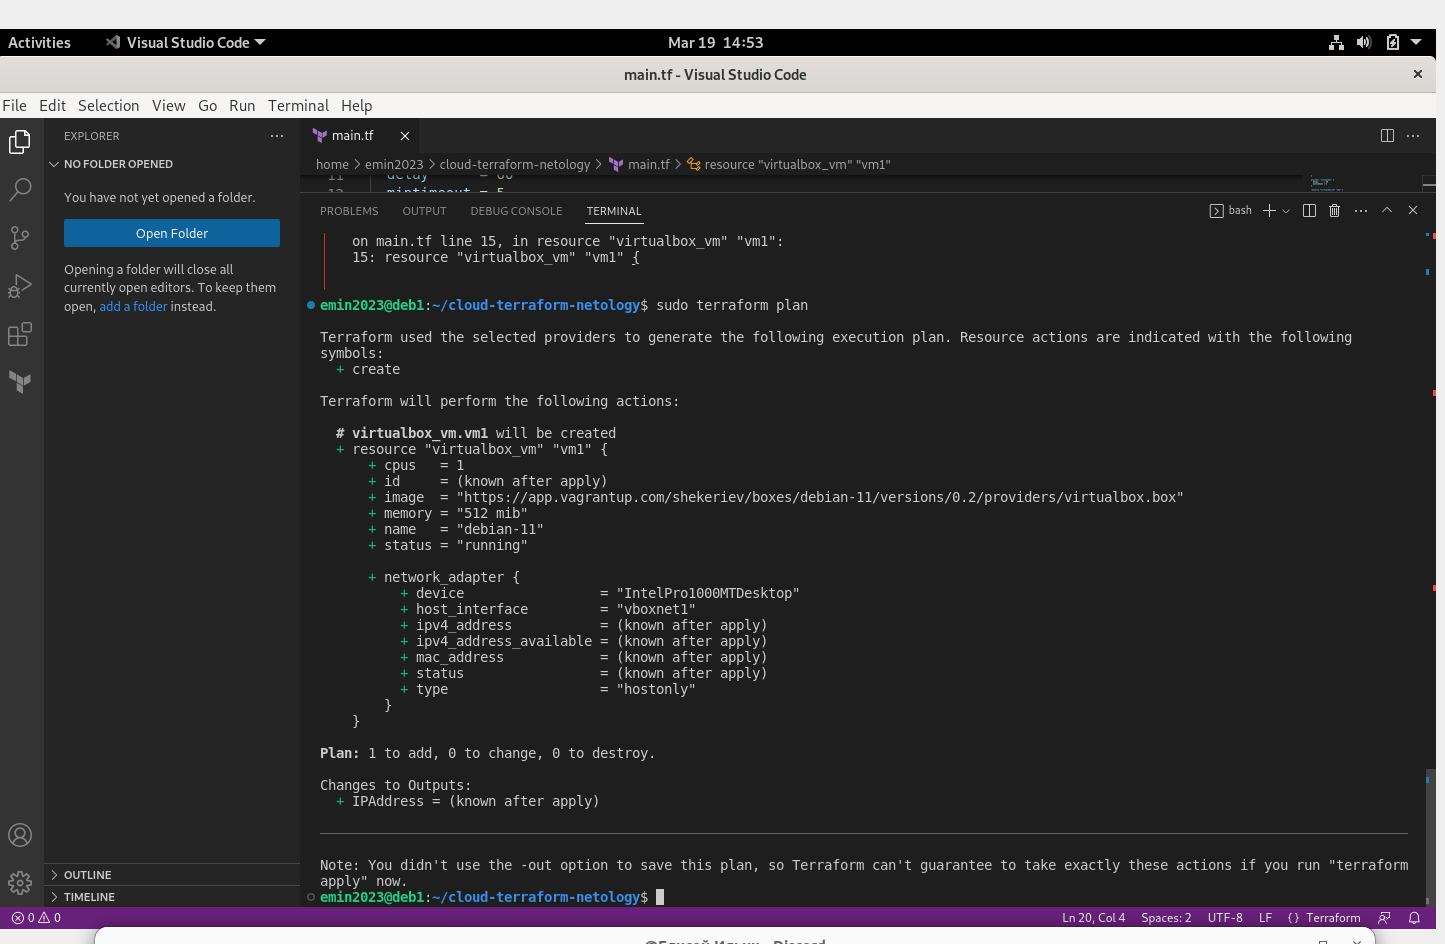 Activities
Visual Studio Code
Mar 19 14:53
main.tf - Visual Studio Code
File Edit Selection View Go Run Terminal Help
EXPLORER
NO FOLDER OPENED
You have not yet opened a folder.
Open Folder
Opening a folder will close all
currently open editors. To keep them
open, add a folder instead.
OUTLINE
TIMELINE
main.tf
home > emin2023 > cloud-terraform-netology > main.tf > resource "virtualbox_vm" "vm1"
11 delay = 60
12 mintimeout = 5
PROBLEMS OUTPUT DEBUG CONSOLE TERMINAL
bash
on main.tf line 15, in resource "virtualbox_vm" "vm1":
15: resource "virtualbox_vm" "vm1" {
emin2023@deb1:~/cloud-terraform-netology$ sudo terraform plan
Terraform used the selected providers to generate the following execution plan. Resource actions are indicated with the following
symbols:
+ create
Terraform will perform the following actions:
# virtualbox_vm.vm1 will be created
+ resource "virtualbox_vm" "vm1" {
+ cpus = 1
+ id = (known after apply)
+ image = "https://app.vagrantup.com/shekeriev/boxes/debian-11/versions/0.2/providers/virtualbox.box"
+ memory = "512 mib"
+ name = "debian-11"
+ status = "running"
+ network_adapter {
+ device = "IntelPro1000MTDesktop"
+ host_interface = "vboxnet1"
+ ipv4_address = (known after apply)
+ ipv4_address_available = (known after apply)
+ mac_address = (known after apply)
+ status = (known after apply)
+ type = "hostonly"
}
}
Plan: 1 to add, 0 to change, 0 to destroy.
Changes to Outputs:
+ IPAddress = (known after apply)
Note: You didn't use the -out option to save this plan, so Terraform can't guarantee to take exactly these actions if you run "terraform
apply" now.
emin2023@deb1:~/cloud-terraform-netology$
0 0
Ln 20, Col 4 Spaces: 2 UTF-8 LF {} Terraform
- Discord